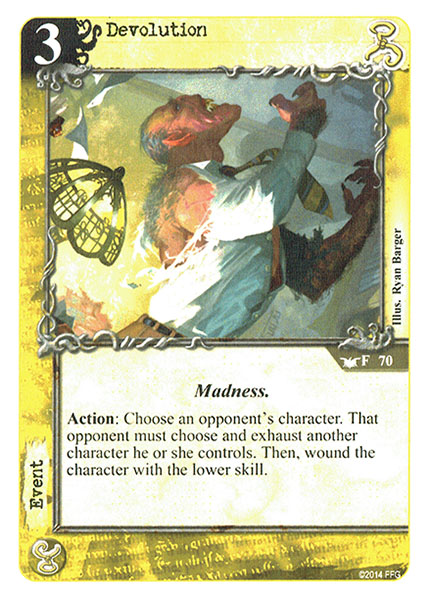 3
Devolution
Illus. Ryan Barger
F 70
Madness.
Action: Choose an opponent's character. That
opponent must choose and exhaust another
character he or she controls. Then, wound the
character with the lower skill.
Event
©2014 FFG